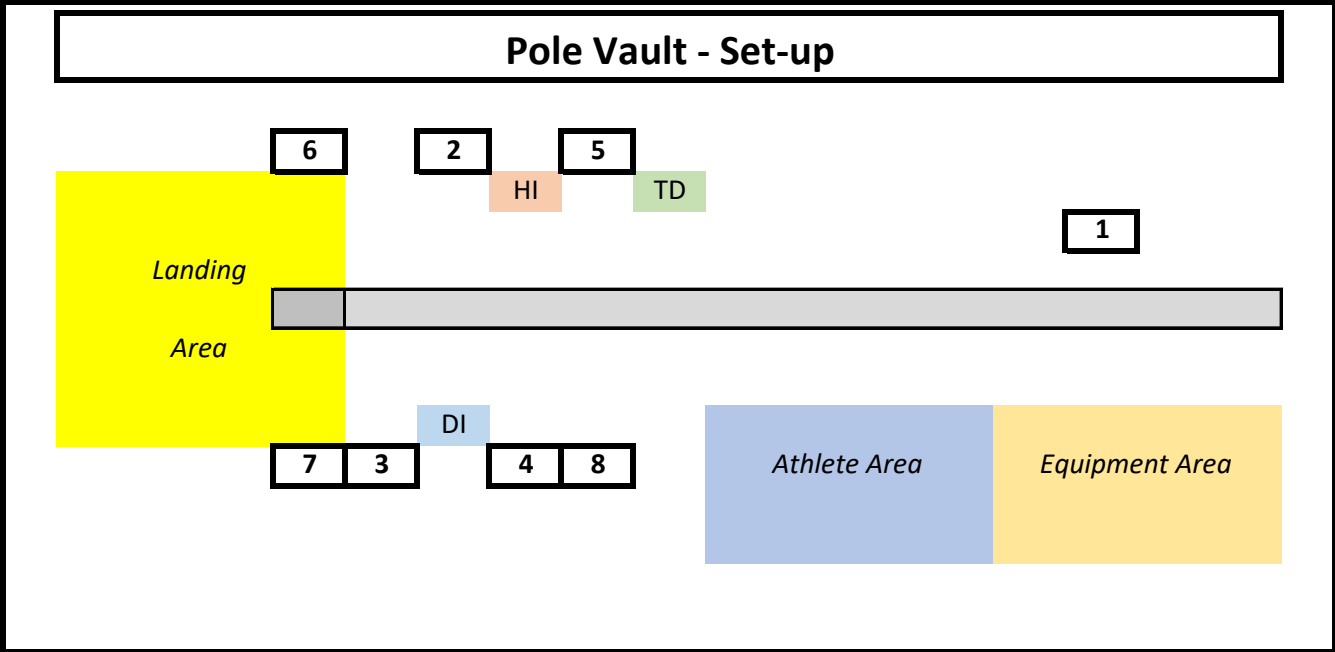 Pole Vault - Set-up
6
2
5
HI
TD
1
Landing
Area
DI
7
3
4
8
Athlete Area
Equipment Area